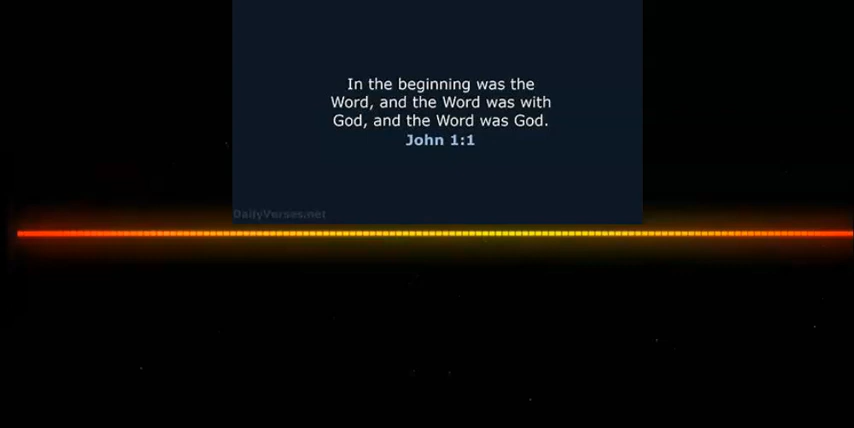 In the beginning was the
Word, and the Word was with
God, and the Word was God.
John 1:1
DailyVerses.net